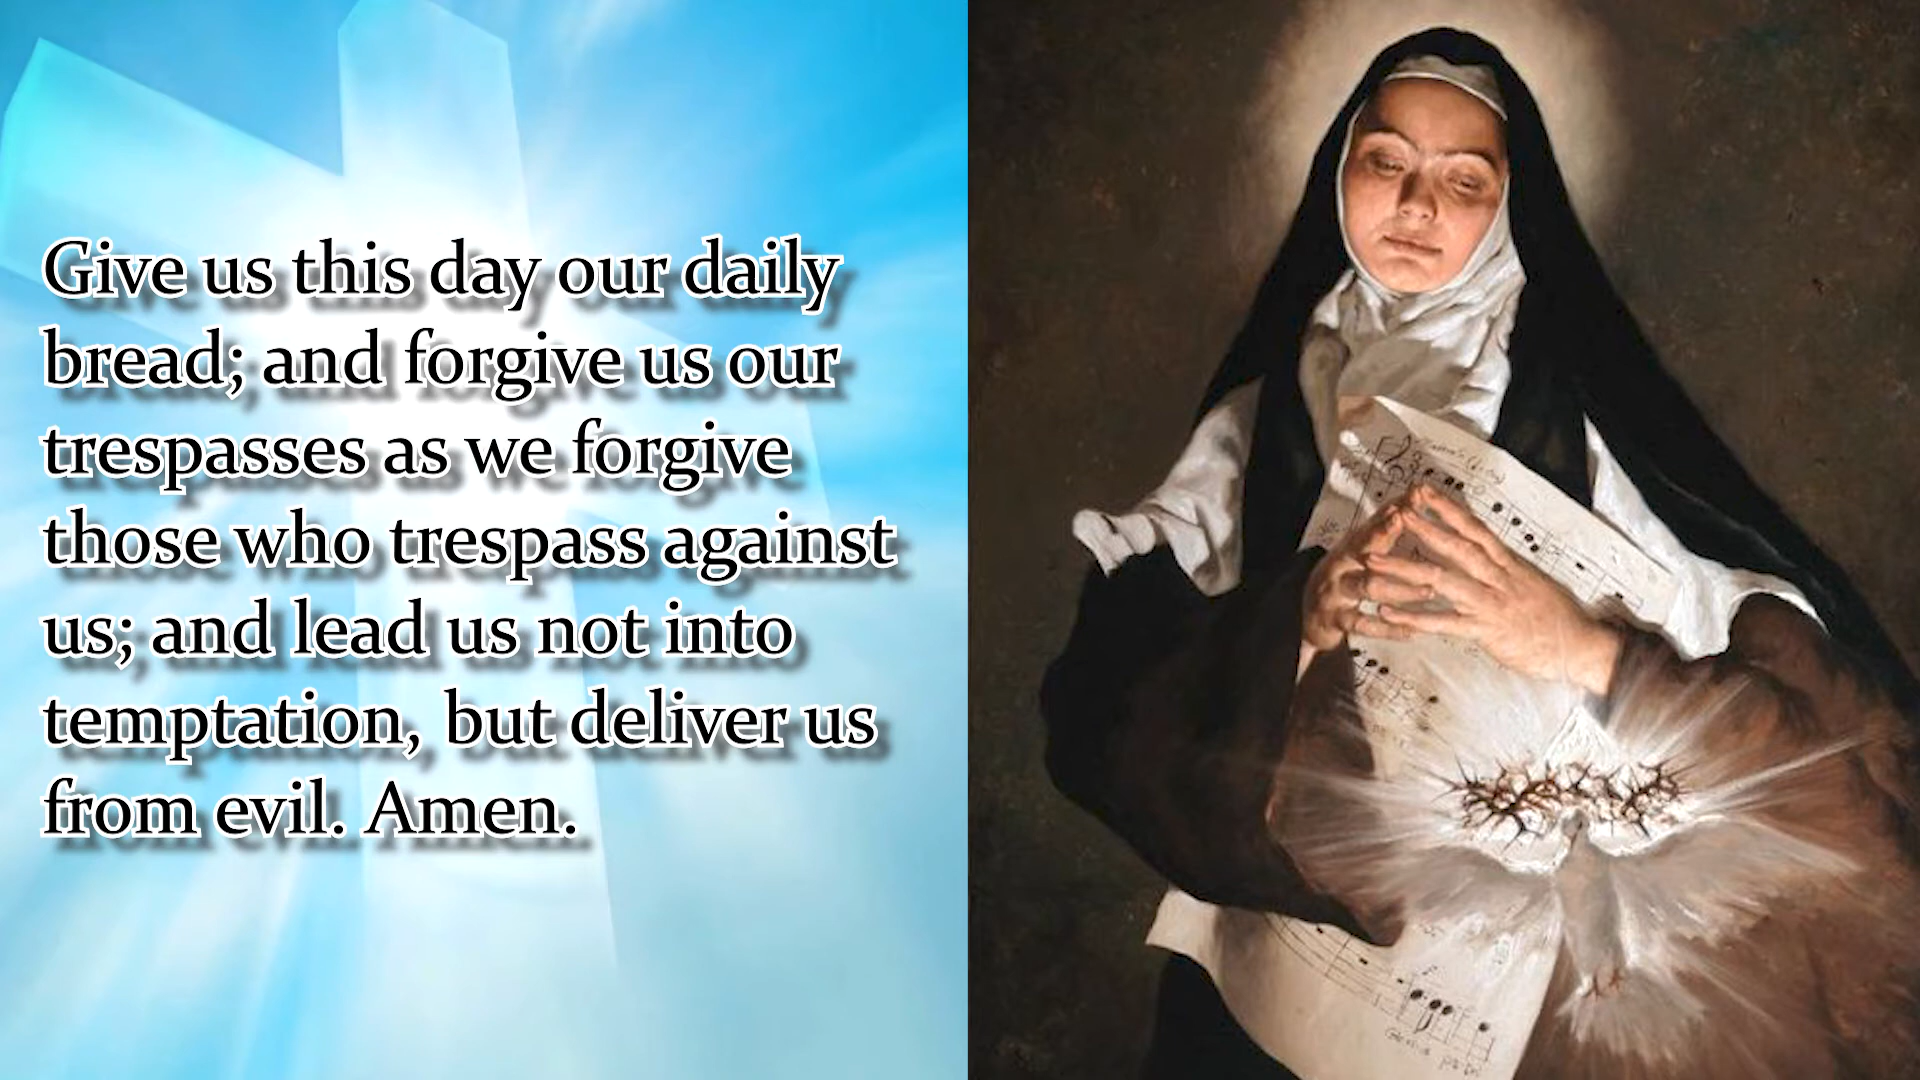 Give us this day our daily
bread; and forgive us our
trespasses as we forgive
those who trespass against
us; and lead us not into
temptation, but deliver us
from evil. Amen.